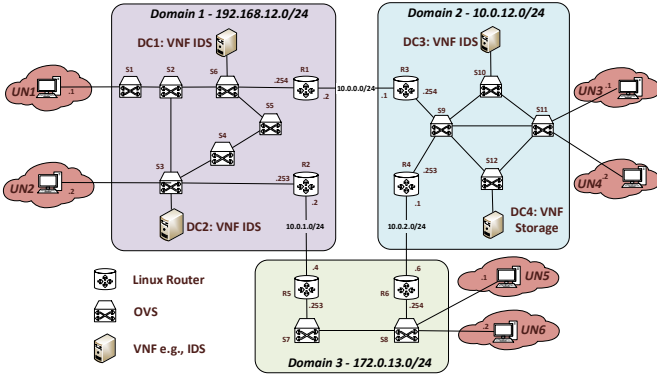 Domain 1 - 192.168.12.0/24
Domain 2 - 10.0.12.0/24
DC1: VNF IDS
DC3: VNF IDS
S1
S2
S6
R1
R3
S10
UN1
.1
.254
.2
10.0.0.0/24
.1
.254
.1
UN3
S5
S9
S11
S4
S3
R2
R4
S12
UN2
.2
.253
.2
.253
.1
.2
UN4
DC2: VNF IDS
DC4: VNF
Storage
10.0.1.0/24
10.0.2.0/24
Linux Router
OVS
VNF e.g., IDS
.4
.6
R5
R6
.253
.254
S7
S8
.1
UN5
.2
UN6
Domain 3 - 172.0.13.0/24